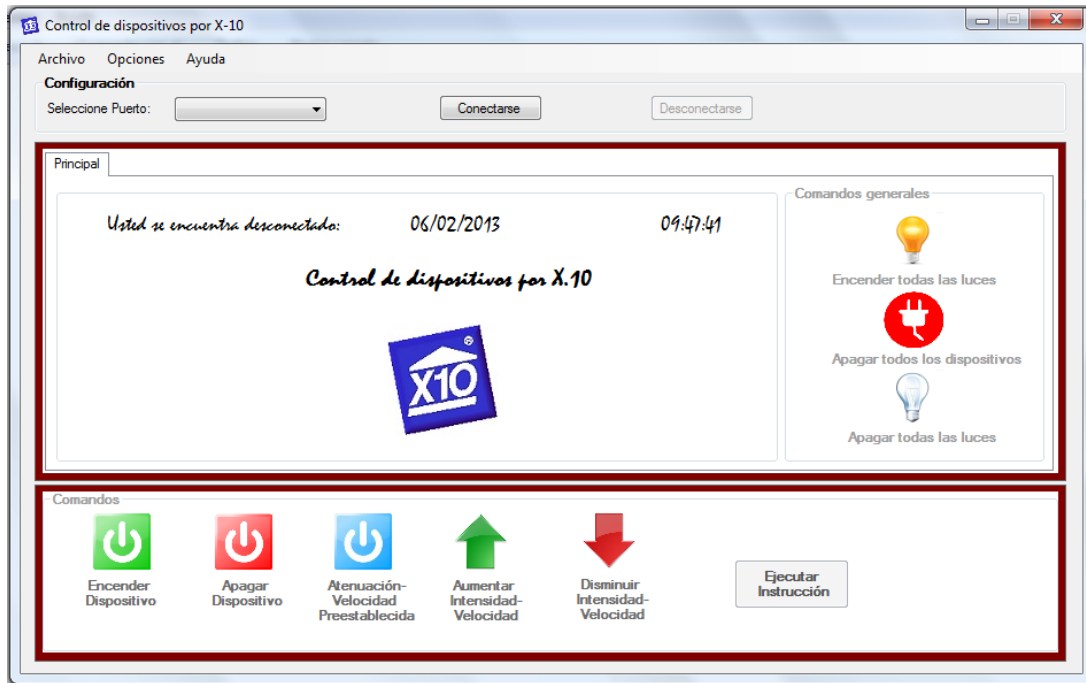 Control de dispositivos por X-10
Archivo Opciones Ayuda
Configuración
Seleccione Puerto: Conectarse Desconectarse
Principal
Usted se encuentra desconectado: 06/02/2013 09:47:41
Control de dispositivos por X.10
X10
®
Comandos generales
Encender todas las luces
Apagar todos los dispositivos
Apagar todas las luces
Comandos
Encender
Dispositivo
Apagar
Dispositivo
Atenuación-
Velocidad
Preestablecida
Aumentar
Intensidad-
Velocidad
Disminuir
Intensidad-
Velocidad
Ejecutar
Instrucción